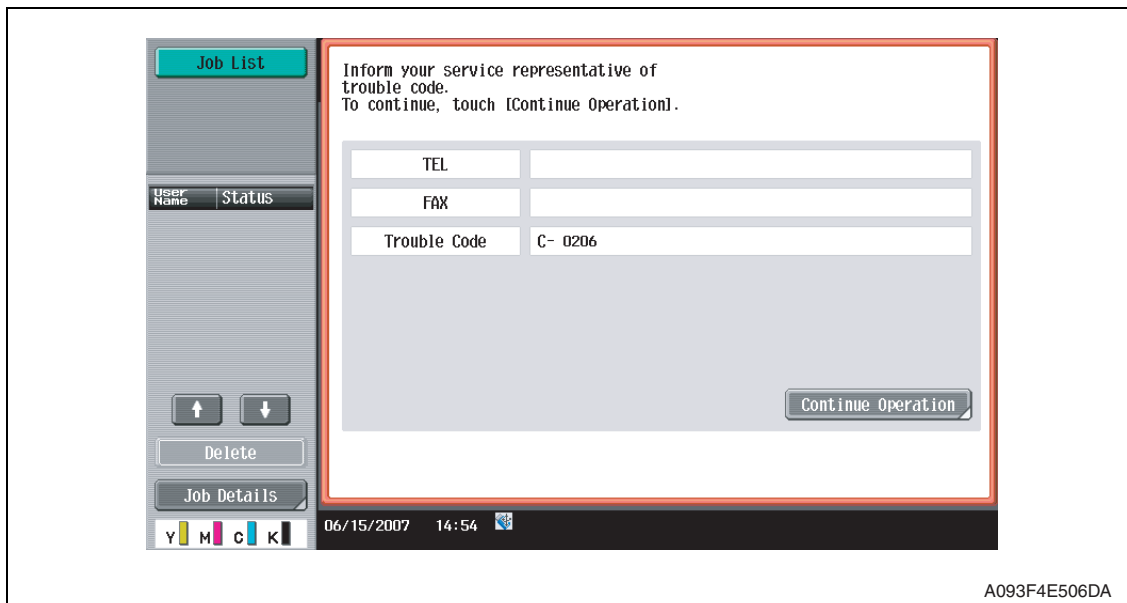 Job List
Inform your service representative of
trouble code.
To continue, touch [Continue Operation].
TEL
FAX
Trouble Code C- 0206
User Name Status
Continue Operation
Delete
Job Details
Y M C K
06/15/2007 14:54
A093F4E506DA